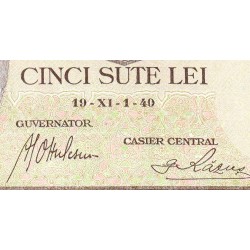 CINCI SUTE LEI
19-XI-1-40
GUVERNATOR
CASIER CENTRAL